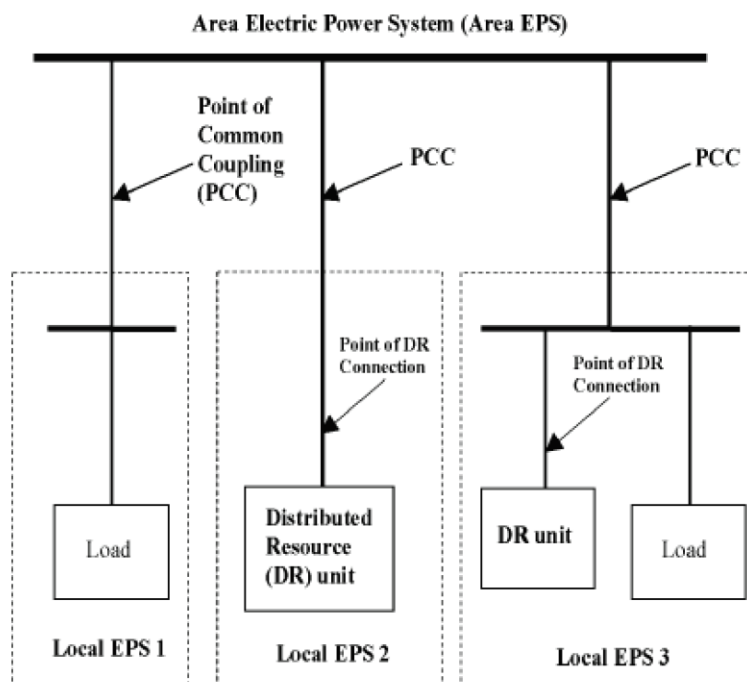 Area Electric Power System (Area EPS)
Point of
Common
Coupling
(PCC)
PCC
PCC
Point of DR
Connection
Point of DR
Connection
Load
Distributed
Resource
(DR) unit
DR unit
Load
Local EPS 1
Local EPS 2
Local EPS 3